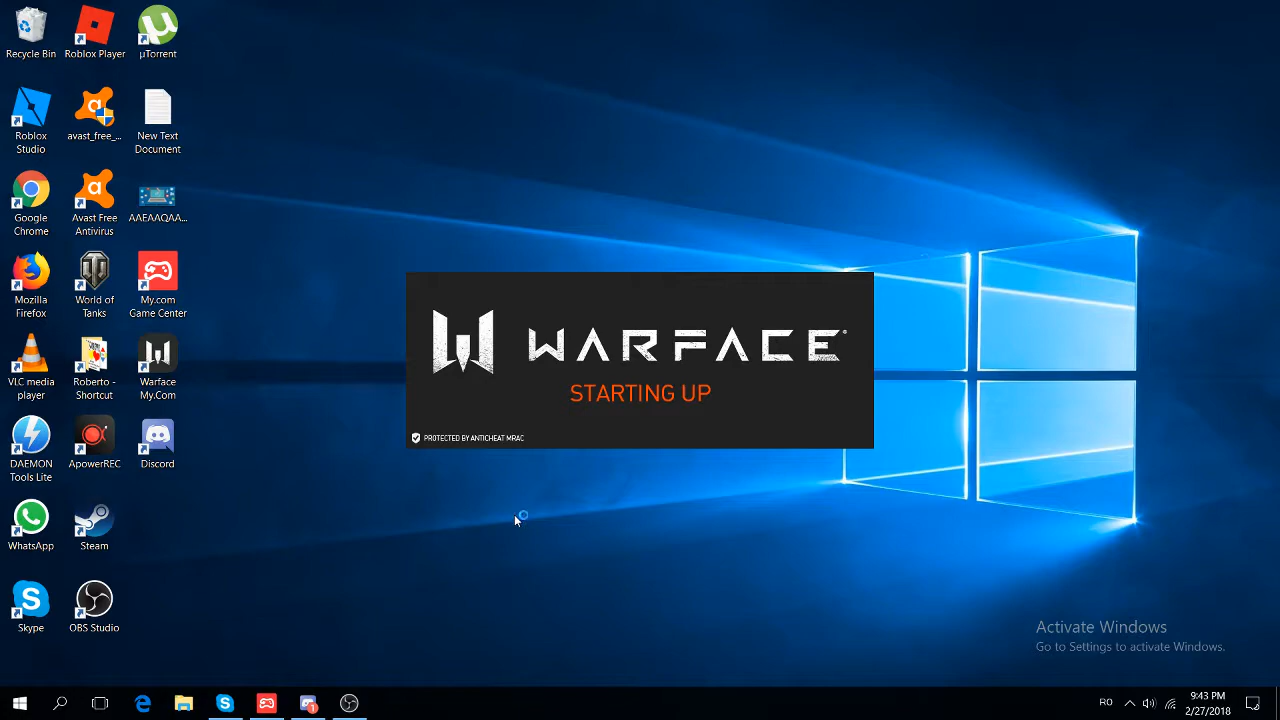 Recycle Bin
Roblox Player
µTorrent
Roblox
Studio
avast_free_...
New Text
Document
Google
Chrome
Avast Free
Antivirus
AAEAAQAA...
Mozilla
Firefox
World of
Tanks
My.com
Game Center
VLC media
player
Roberto -
Shortcut
Warface
My.Com
DAEMON
Tools Lite
ApowerREC
Discord
WhatsApp
Steam
Skype
OBS Studio
WARFACE
STARTING UP
PROTECTED BY ANTICHEAT MRAC
Activate Windows
Go to Settings to activate Windows.
1
RO
9:43 PM
2/27/2018